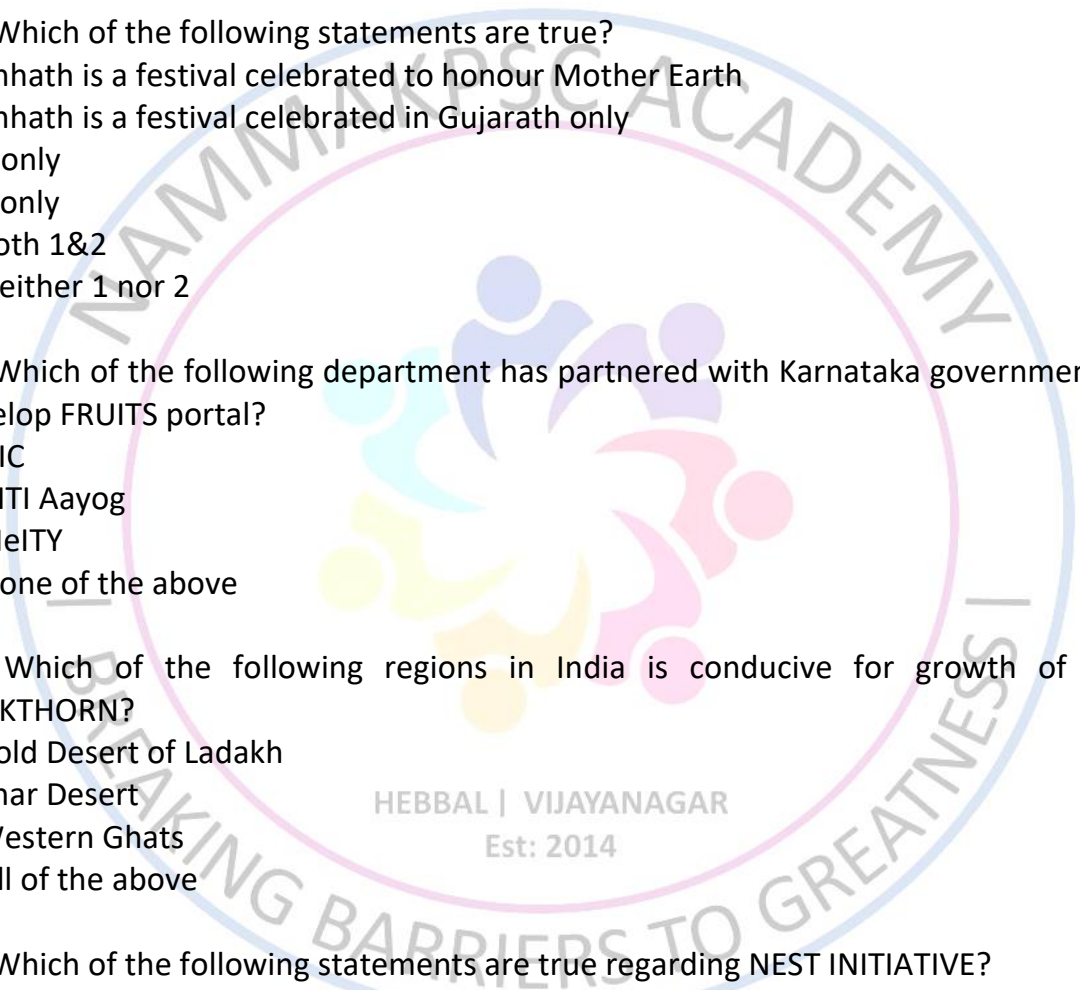 Which of the following statements are true?
hhath is a festival celebrated to honour Mother Earth
hhath is a festival celebrated in Gujarath only
only
only
oth 1&2
either 1 nor 2
Which of the following department has partnered with Karnataka governmen
elop FRUITS portal?
IC
ITI Aayog
MeITY
one of the above
Which of the following regions in India is conducive for growth of
KTHORN?
old Desert of Ladakh
har Desert
Western Ghats
ll of the above
Which of the following statements are true regarding NEST INITIATIVE?
NAMMAKPSC ACADEMY
HEBBAL | VIJAYANAGAR
Est: 2014
| BREAKING BARRIERS TO GREATNESS |